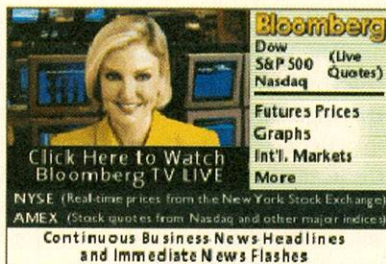 Bloomberg
Dow
S&P 500
Nasdaq
(Live
Quotes)
Futures Prices
Graphs
Int'l. Markets
More
Click Here to Watch
Bloomberg TV LIVE
NYSE (Real-time prices from the New York Stock Exchange)
AMEX (Stock quotes from Nasdaq and other major indices)
Continuous Business News Headlines
and Immediate News Flashes